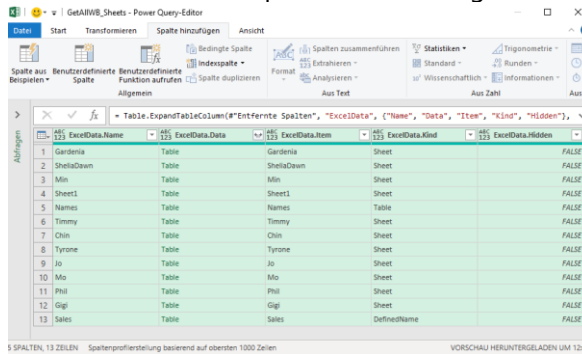 GetAllWB_Sheets - Power Query-Editor
Datei Start Transformieren Spalte hinzufügen Ansicht
Spalte aus Beispielen Benutzerdefinierte Spalte Benutzerdefinierte Funktion aufrufen Bedingte Spalte Indexspalte Spalte duplizieren
Format Spalten zusammenführen Extrahieren Analysieren
Statistiken Standard Wissenschaftlich Trigonometrie Runden Informationen
Allgemein Aus Text Aus Zahl Aus
= Table.ExpandTableColumn(#"Entfernte Spalten", "ExcelData", {"Name", "Data", "Item", "Kind", "Hidden"},
Abfragen
ExcelData.Name ExcelData.Data ExcelData.Item ExcelData.Kind ExcelData.Hidden
1 Gardenia Table Gardenia Sheet FALSE
2 SheliaDawn Table SheliaDawn Sheet FALSE
3 Min Table Min Sheet FALSE
4 Sheet1 Table Sheet1 Sheet FALSE
5 Names Table Names Table FALSE
6 Timmy Table Timmy Sheet FALSE
7 Chin Table Chin Sheet FALSE
8 Tyrone Table Tyrone Sheet FALSE
9 Jo Table Jo Sheet FALSE
10 Mo Table Mo Sheet FALSE
11 Phil Table Phil Sheet FALSE
12 Gigi Table Gigi Sheet FALSE
13 Sales Table Sales DefinedName FALSE
5 SPALTEN, 13 ZEILEN Spaltenprofilerstellung basierend auf obersten 1000 Zeilen VORSCHAU HERUNTERGELADEN UM